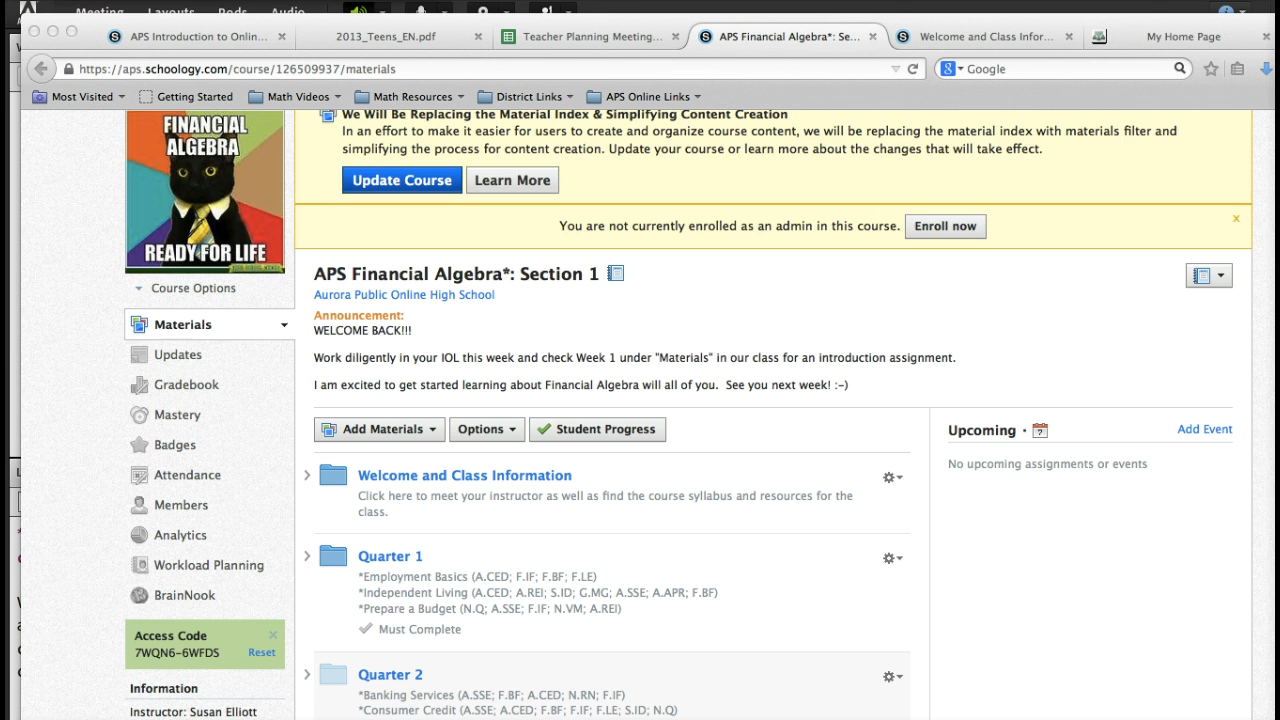 Meeting Layouts Pods Audio
APS Introduction to Onlin...
2013_Teens_EN.pdf
Teacher Planning Meeting...
APS Financial Algebra*: Se...
Welcome and Class Infor...
My Home Page
https://aps.schoology.com/course/126509937/materials
Google
Most Visited
Getting Started
Math Videos
Math Resources
District Links
APS Online Links
FINANCIAL
ALGEBRA
READY FOR LIFE
We Will Be Replacing the Material Index & Simplifying Content Creation
In an effort to make it easier for users to create and organize course content, we will be replacing the material index with materials filter and
simplifying the process for content creation. Update your course or learn more about the changes that will take effect.
Update Course
Learn More
You are not currently enrolled as an admin in this course.
Enroll now
APS Financial Algebra*: Section 1
Aurora Public Online High School
Announcement:
WELCOME BACK!!!
Work diligently in your IOL this week and check Week 1 under "Materials" in our class for an introduction assignment.
I am excited to get started learning about Financial Algebra will all of you. See you next week! :-)
Course Options
Materials
Updates
Gradebook
Mastery
Badges
Attendance
Members
Analytics
Workload Planning
BrainNook
Access Code
7WQN6-6WFDS
Reset
Information
Instructor: Susan Elliott
Add Materials
Options
Student Progress
Welcome and Class Information
Click here to meet your instructor as well as find the course syllabus and resources for the
class.
Quarter 1
*Employment Basics (A.CED; F.IF; F.BF; F.LE)
*Independent Living (A.CED; A.REI; S.ID; G.MG; A.SSE; A.APR; F.BF)
*Prepare a Budget (N.Q; A.SSE; F.IF; N.VM; A.REI)
Must Complete
Quarter 2
*Banking Services (A.SSE; F.BF; A.CED; N.RN; F.IF)
*Consumer Credit (A.SSE; A.CED; F.BF; F.IF; F.LE; S.ID; N.Q)
Upcoming
Add Event
No upcoming assignments or events